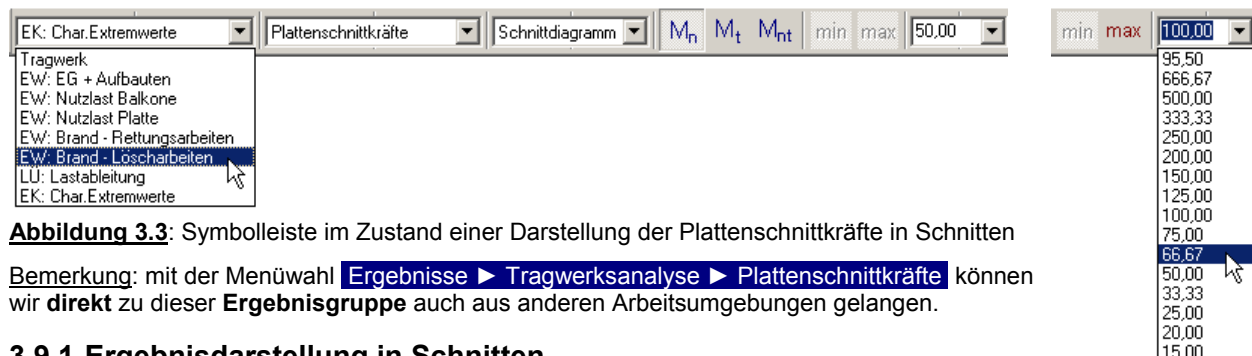 EK: Char.Extremwerte Plattenschnittkräfte Schnittdiagramm Mn Mt Mnt min max 50,00
min max 100,00
Tragwerk
EW: EG + Aufbauten
EW: Nutzlast Balkone
EW: Nutzlast Platte
EW: Brand - Rettungsarbeiten
EW: Brand - Löscharbeiten
LÜ: Lastableitung
EK: Char.Extremwerte
95,50
666,67
500,00
333,33
250,00
200,00
150,00
125,00
100,00
75,00
66,67
50,00
33,33
25,00
20,00
15,00
Abbildung 3.3: Symbolleiste im Zustand einer Darstellung der Plattenschnittkräfte in Schnitten
Bemerkung: mit der Menüwahl Ergebnisse ► Tragwerksanalyse ► Plattenschnittkräfte können
wir direkt zu dieser Ergebnisgruppe auch aus anderen Arbeitsumgebungen gelangen.
3.9.1 Ergebnisdarstellung in Schnitten